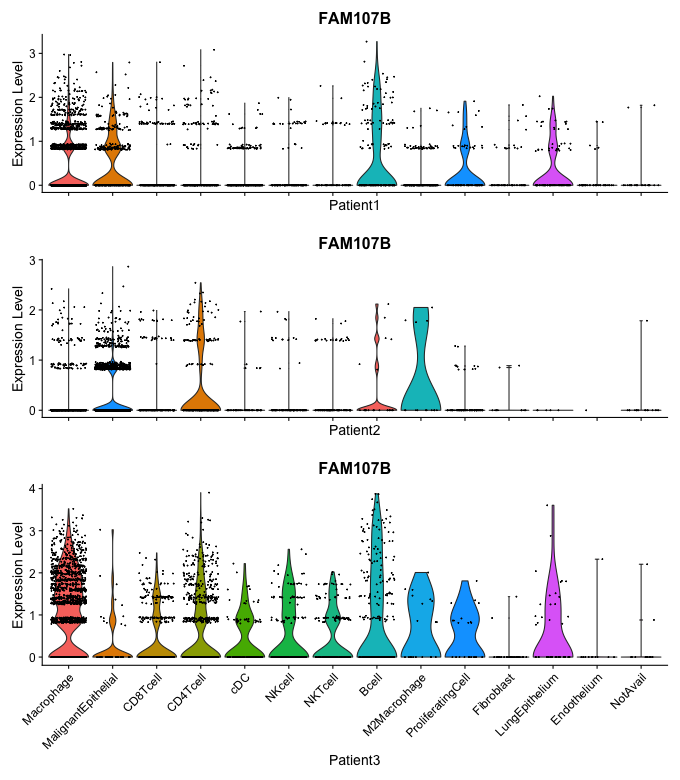 FAM107B
Expression Level
3
2
1
0
Patient1
FAM107B
Expression Level
3
2
1
0
Patient2
FAM107B
Expression Level
4
3
2
1
0
Macrophage
MalignantEpithelial
CD8Tcell
CD4Tcell
cDC
NKcell
NKTcell
Bcell
M2Macrophage
ProliferatingCell
Fibroblast
LungEpithelium
Endothelium
NotAvail
Patient3